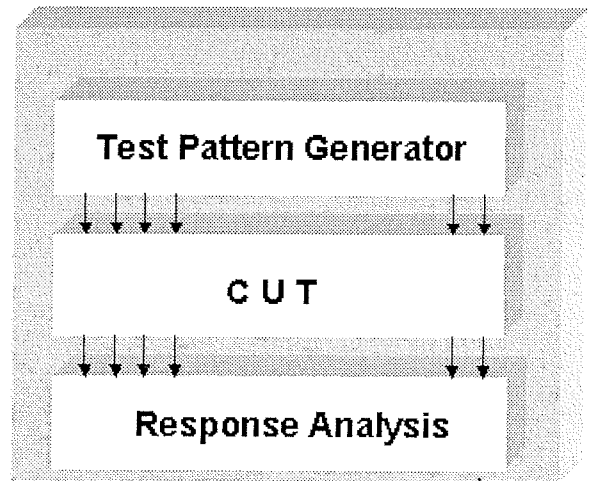 Test Pattern Generator
C U T
Response Analysis